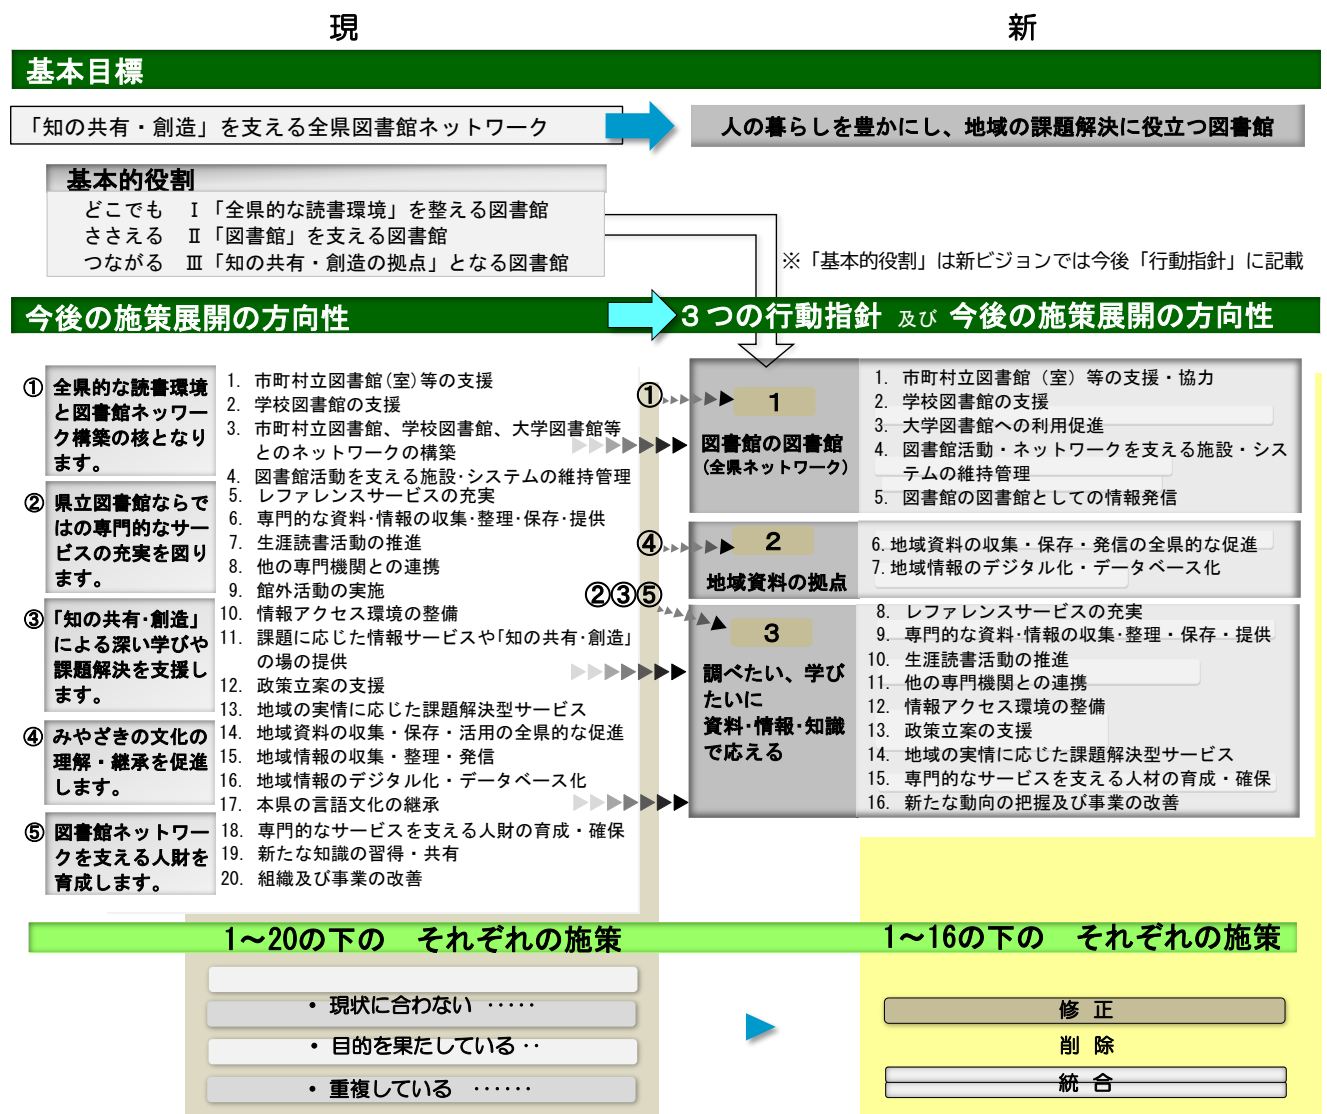 現
新
基本目標
「知の共有・創造」を支える全県図書館ネットワーク
人の暮らしを豊かにし、地域の課題解決に役立つ図書館
基本的役割
どこでも　Ⅰ「全県的な読書環境」を整える図書館
ささえる　Ⅱ「図書館」を支える図書館
つながる　Ⅲ「知の共有・創造の拠点」となる図書館
※「基本的役割」は新ビジョンでは今後「行動指針」に記載
今後の施策展開の方向性
3つの行動指針 及び 今後の施策展開の方向性
① 全県的な読書環境
と図書館ネッワー
ク構築の核となり
ます。
② 県立図書館ならで
はの専門的なサー
ビスの充実を図り
ます。
③ 「知の共有･創造」
による深い学びや
課題解決を支援し
ます。
④ みやざきの文化の
理解・継承を促進
します。
⑤ 図書館ネットワー
クを支える人財を
育成します。
1. 市町村立図書館(室)等の支援
2. 学校図書館の支援
3. 市町村立図書館、学校図書館、大学図書館等
とのネットワークの構築
4. 図書館活動を支える施設･システムの維持管理
5. レファレンスサービスの充実
6. 専門的な資料･情報の収集･整理･保存･提供
7. 生涯読書活動の推進
8. 他の専門機関との連携
9. 館外活動の実施
10. 情報アクセス環境の整備
11. 課題に応じた情報サービスや｢知の共有･創造｣
の場の提供
12. 政策立案の支援
13. 地域の実情に応じた課題解決型サービス
14. 地域資料の収集・保存・活用の全県的な促進
15. 地域情報の収集・整理・発信
16. 地域情報のデジタル化・データベース化
17. 本県の言語文化の継承
18. 専門的なサービスを支える人財の育成・確保
19. 新たな知識の習得・共有
20. 組織及び事業の改善
①
④
②③⑤
1
図書館の図書館
(全県ネットワーク)
1. 市町村立図書館（室）等の支援・協力
2. 学校図書館の支援
3. 大学図書館への利用促進
4. 図書館活動・ネットワークを支える施設・シス
テムの維持管理
5. 図書館の図書館としての情報発信
2
地域資料の拠点
6. 地域資料の収集・保存・発信の全県的な促進
7. 地域情報のデジタル化・データベース化
3
調べたい、学び
たいに
資料･情報･知識
で応える
8. レファレンスサービスの充実
9. 専門的な資料･情報の収集･整理・保存・提供
10. 生涯読書活動の推進
11. 他の専門機関との連携
12. 情報アクセス環境の整備
13. 政策立案の支援
14. 地域の実情に応じた課題解決型サービス
15. 専門的なサービスを支える人材の育成・確保
16. 新たな動向の把握及び事業の改善
1～20の下の　それぞれの施策
1～16の下の　それぞれの施策
• 現状に合わない ‥‥‥
• 目的を果たしている ‥
• 重複している ‥‥‥
修 正
削 除
統 合